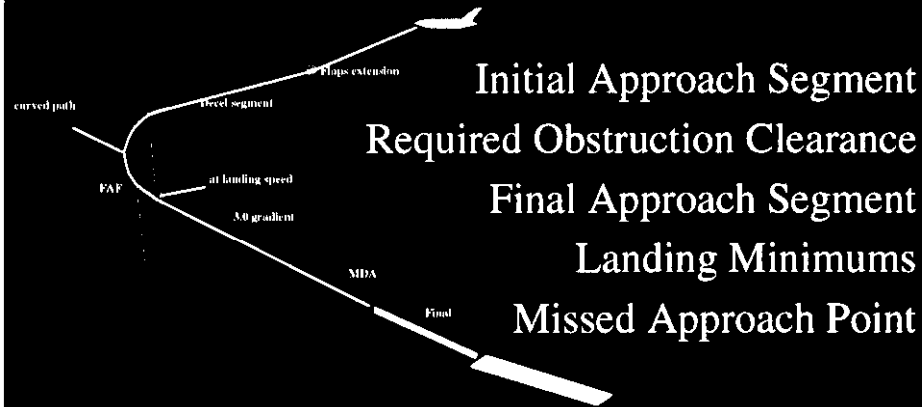 Flaps extension
Initial Approach Segment
Decel segment
curved path
Required Obstruction Clearance
FAF
at landing speed
Final Approach Segment
3.0 gradient
Landing Minimums
MDA
Final
Missed Approach Point